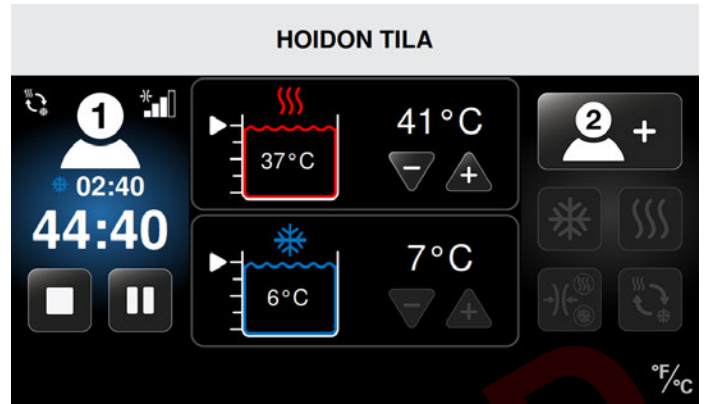 HOIDON TILA
1
02:40
44:40
37°C
41°C
− +
6°C
7°C
− +
2 +
°F/°C